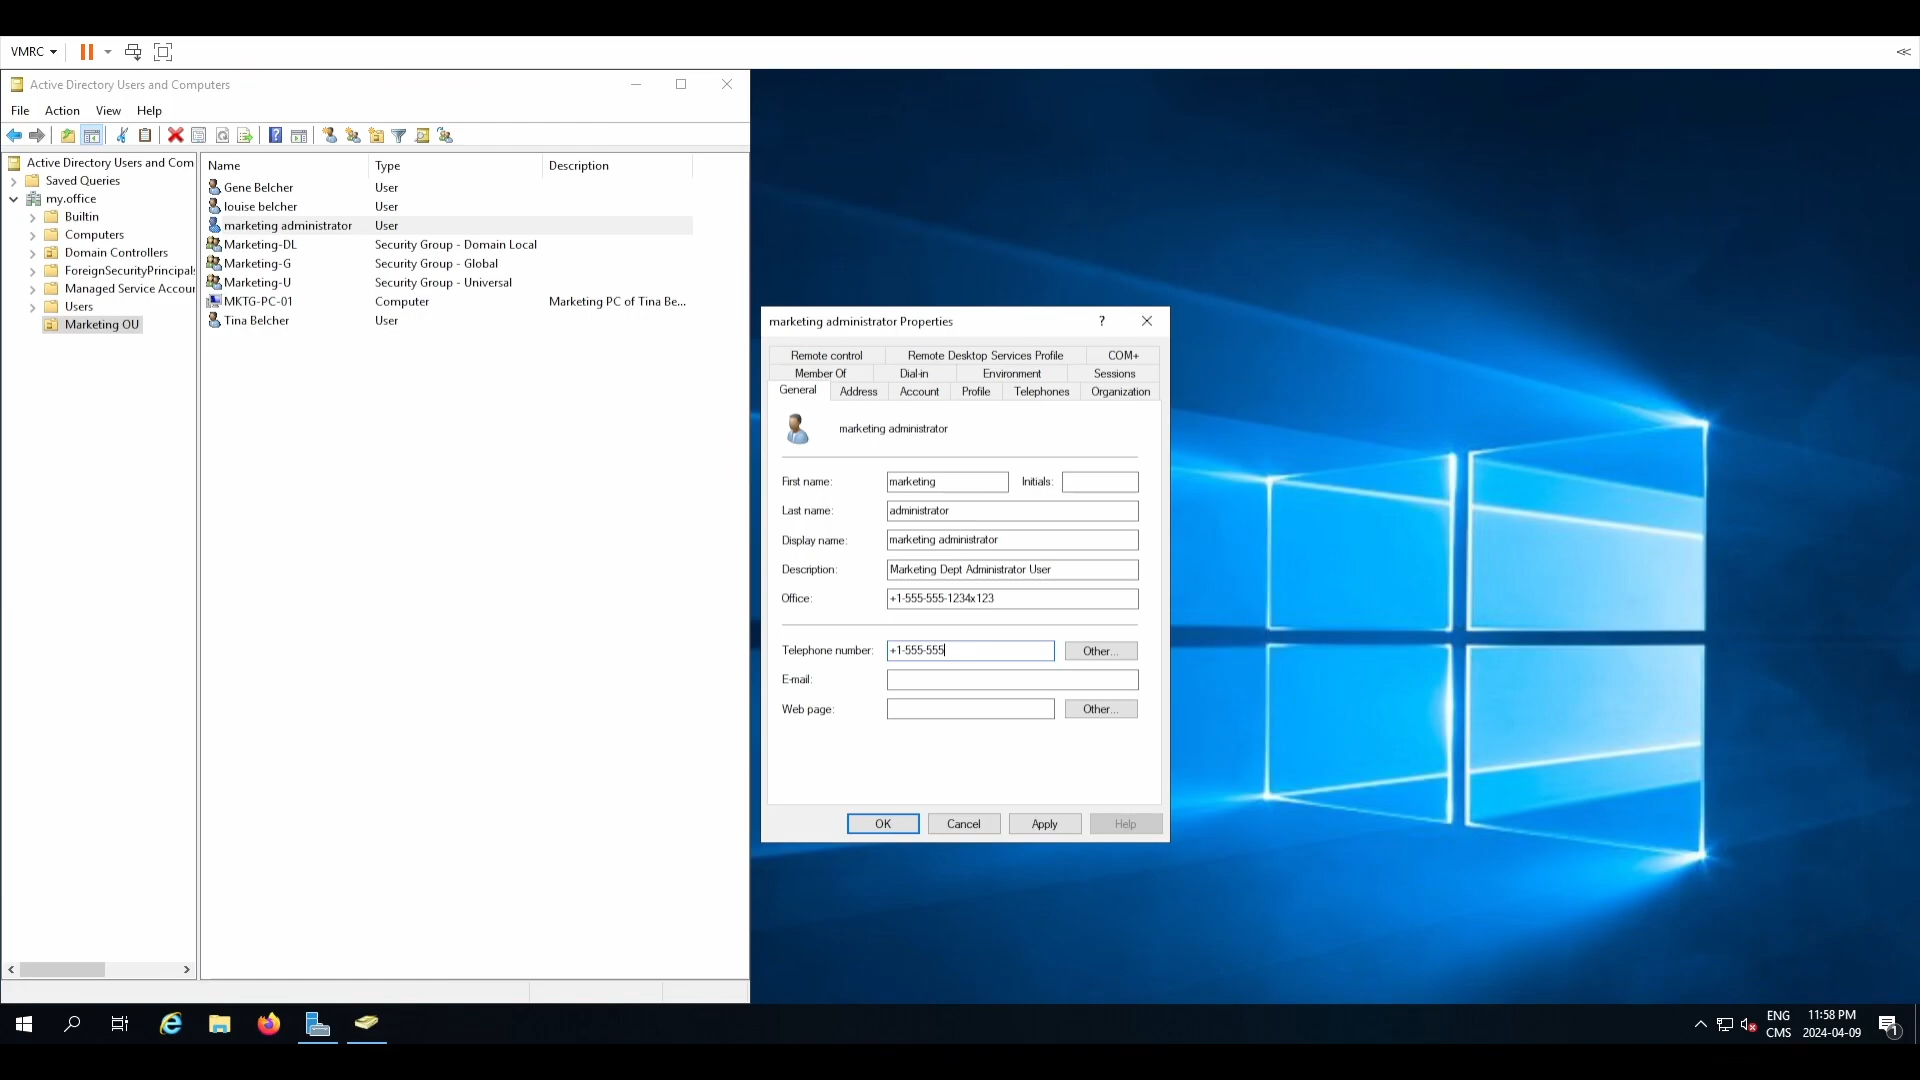 VMRC
Active Directory Users and Computers
File Action View Help
Active Directory Users and Com
Saved Queries
my.office
Builtin
Computers
Domain Controllers
ForeignSecurityPrincipals
Managed Service Accour
Users
Marketing OU
Name Type Description
Gene Belcher User
louise belcher User
marketing administrator User
Marketing-DL Security Group - Domain Local
Marketing-G Security Group - Global
Marketing-U Security Group - Universal
MKTG-PC-01 Computer Marketing PC of Tina Be...
Tina Belcher User
marketing administrator Properties ?
Remote control Remote Desktop Services Profile COM+
Member Of Dial-in Environment Sessions
General Address Account Profile Telephones Organization
marketing administrator
First name: marketing Initials:
Last name: administrator
Display name: marketing administrator
Description: Marketing Dept Administrator User
Office: +1-555-555-1234x123
Telephone number: +1-555-555 Other...
E-mail:
Web page: Other...
OK Cancel Apply Help
ENG 11:58 PM
CMS 2024-04-09
1